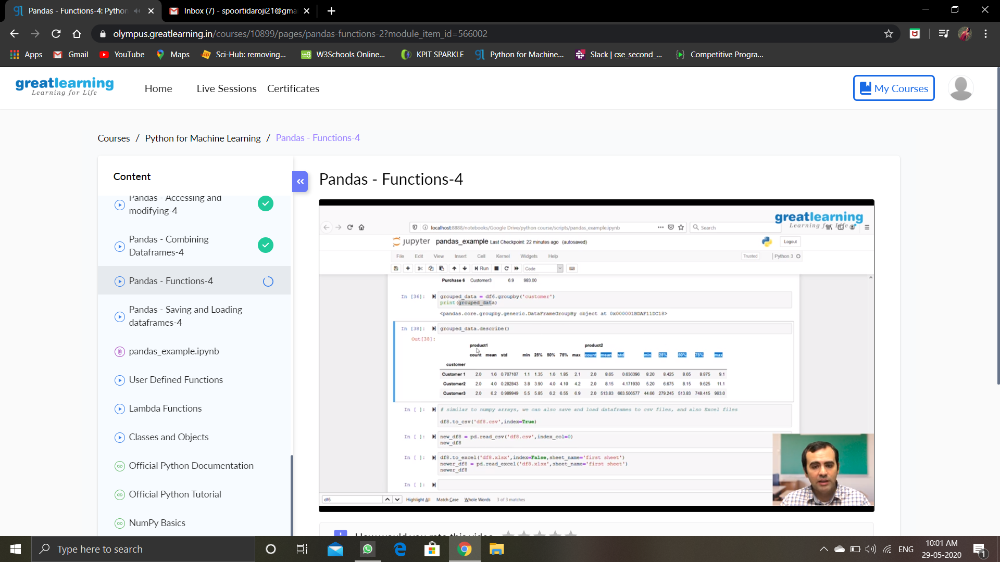 Pandas - Functions-4: Python
Inbox (7) - spoortidaroji21@gma
olympus.greatlearning.in/courses/10899/pages/pandas-functions-2?module_item_id=566002
Apps Gmail YouTube Maps Sci-Hub: removing... W3Schools Online... KPIT SPARKLE Python for Machine... Slack | cse_second_... Competitive Progra...
greatlearning
Learning for Life
Home Live Sessions Certificates
My Courses
Courses / Python for Machine Learning / Pandas - Functions-4
Content
Pandas - Accessing and
modifying-4
Pandas - Combining
Dataframes-4
Pandas - Functions-4
Pandas - Saving and Loading
dataframes-4
pandas_example.ipynb
User Defined Functions
Lambda Functions
Classes and Objects
Official Python Documentation
Official Python Tutorial
NumPy Basics
Pandas - Functions-4
greatlearning
Learning for Life
localhost:8888/notebooks/Google Drive/python course/scripts/pandas_example.ipynb
Search
jupyter pandas_example Last Checkpoint: 22 minutes ago (autosaved)
Logout
File Edit View Insert Cell Kernel Widgets Help
Trusted Python 3
Run Code
Purchase 6 Customer3 6.9 983.00
In [36]: grouped_data = df6.groupby('customer')
print(grouped_data)
<pandas.core.groupby.generic.DataFrameGroupBy object at 0x000001BDAF11DC18>
In [38]: grouped_data.describe()
Out[38]:
product1 product2
count mean std min 25% 50% 75% max count mean std min 25% 50% 75% max
customer
Customer 1 2.0 1.6 0.707107 1.1 1.35 1.6 1.85 2.1 2.0 8.65 0.636396 8.20 8.425 8.65 8.875 9.1
Customer2 2.0 4.0 0.282843 3.8 3.90 4.0 4.10 4.2 2.0 8.15 4.171930 5.20 6.675 8.15 9.625 11.1
Customer3 2.0 6.2 0.989949 5.5 5.85 6.2 6.55 6.9 2.0 513.83 663.506577 44.66 279.245 513.83 748.415 983.0
In [ ]: # similar to numpy arrays, we can also save and load dataframes to csv files, and also Excel files
df8.to_csv('df8.csv',index=True)
In [ ]: new_df8 = pd.read_csv('df8.csv',index_col=0)
new_df8
In [ ]: df8.to_excel('df8.xlsx',index=False,sheet_name='first sheet')
newer_df8 = pd.read_excel('df8.xlsx',sheet_name='first sheet')
newer_df8
In [ ]:
df6 Highlight All Match Case Whole Words 3 of 3 matches
How would you rate this video
Type here to search
ENG
10:01 AM
29-05-2020
1